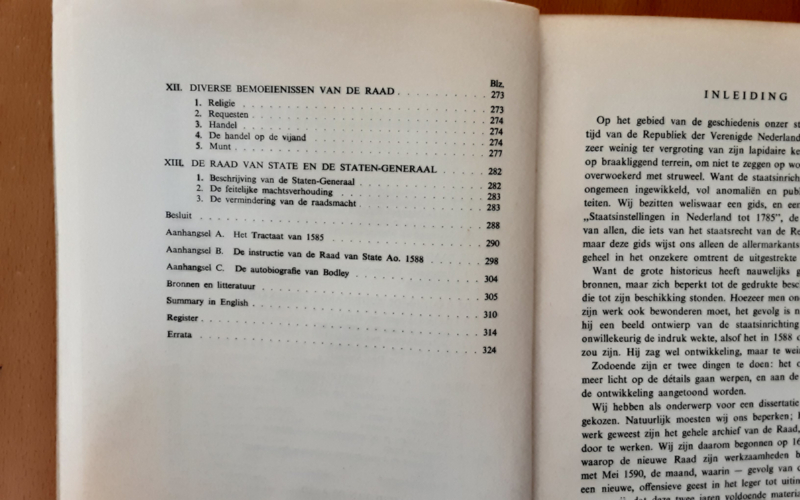 Blz.
XII. DIVERSE BEMOEIENISSEN VAN DE RAAD . . . . . . . . . . 273
1. Religie . . . . . . . . . . 273
2. Requesten . . . . . . . . . . 274
3. Handel . . . . . . . . . . 274
4. De handel op de vijand . . . . . . . . . . 274
5. Munt . . . . . . . . . . 277
XIII. DE RAAD VAN STATE EN DE STATEN-GENERAAL . . . . 282
1. Beschrijving van de Staten-Generaal . . . . . . . . . . 282
2. De feitelijke machtsverhouding . . . . . . . . . . 283
3. De vermindering van de raadsmacht . . . . . . . . . . 283
Besluit . . . . . . . . . . 288
Aanhangsel A. Het Tractaat van 1585 . . . . . . . . . . 290
Aanhangsel B. De instructie van de Raad van State Ao. 1588 . . . . 298
Aanhangsel C. De autobiografie van Bodley . . . . . . . . . . 304
Bronnen en litteratuur . . . . . . . . . . 305
Summary in English . . . . . . . . . . 310
Register . . . . . . . . . . 314
Errata . . . . . . . . . . 324
INLEIDING
Op het gebied van de geschiedenis onzer
tijd van de Republiek der Verenigde
zeer weinig ter vergroting van zijn lapidaire
op braakliggend terrein, om niet te zeggen op
overwoekerd met struweel. Want de
ongemeen ingewikkeld, vol anomaliën en
teiten. Wij bezitten weliswaar een gids, en
„Staatsinstellingen in Nederland tot 1785”, de
van allen, die iets van het staatsrecht van de
maar deze gids wijst ons alleen de
geheel in het onzekere omtrent de uitgestrekte
Want de grote historicus heeft nauwelijks
bronnen, maar zich beperkt tot de gedrukte
die tot zijn beschikking stonden. Hoezeer men
zijn werk ook bewonderen moet, het gevolg is
hij een beeld ontwierp van de staatsinrichting
onwillekeurig de indruk wekte, alsof het in 1588
zou zijn. Hij zag wel ontwikkeling, maar te
Zodoende zijn er twee dingen te doen: het
meer licht op de détails gaan werpen, en aan de
de ontwikkeling aangetoond worden.
Wij hebben als onderwerp voor een dissertatie
gekozen. Natuurlijk moesten wij ons beperken;
werk geweest zijn het gehele archief van de Raad,
door te werken. Wij zijn daarom begonnen op
waarop de nieuwe Raad zijn werkzaamheden
met Mei 1590, de maand, waarin — gevolg van
een nieuwe, offensieve geest in het leger tot
dat deze twee jaren voldoende